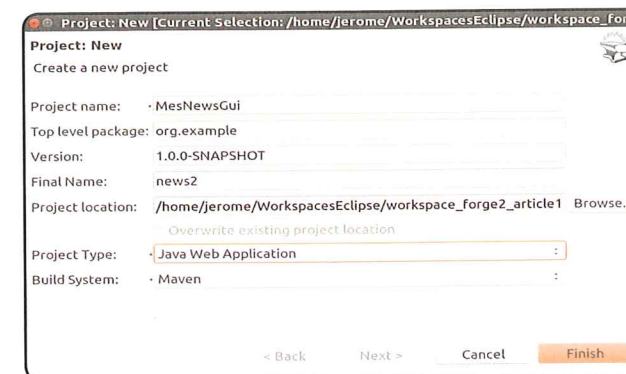 Project: New [Current Selection: /home/jerome/WorkspacesEclipse/workspace_for
Project: New
Create a new project
Project name: MesNewsGui
Top level package: org.example
Version: 1.0.0-SNAPSHOT
Final Name: news2
Project location: /home/jerome/WorkspacesEclipse/workspace_forge2_article1 Browse.
Overwrite existing project location
Project Type: Java Web Application
Build System: Maven
< Back Next > Cancel Finish